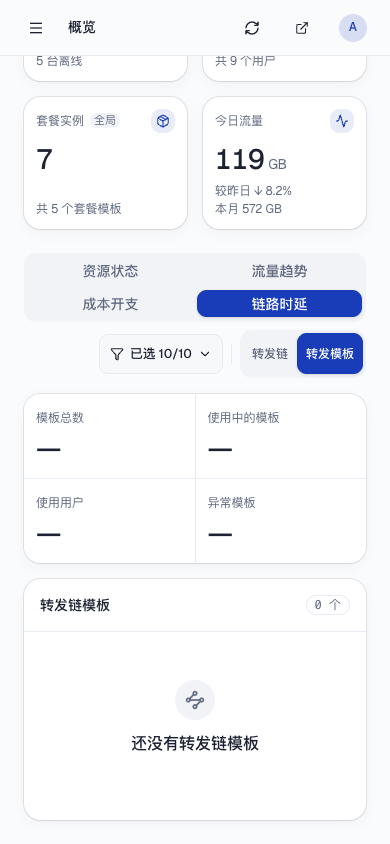 概览
A
5 台离线
共 9 个用户
套餐实例 全局
7
共 5 个套餐模板
今日流量
119 GB
较昨日 ↓ 8.2%
本月 572 GB
资源状态
流量趋势
成本开支
链路时延
已选 10/10
转发链
转发模板
模板总数
—
使用中的模板
—
使用用户
—
异常模板
—
转发链模板
0 个
还没有转发链模板